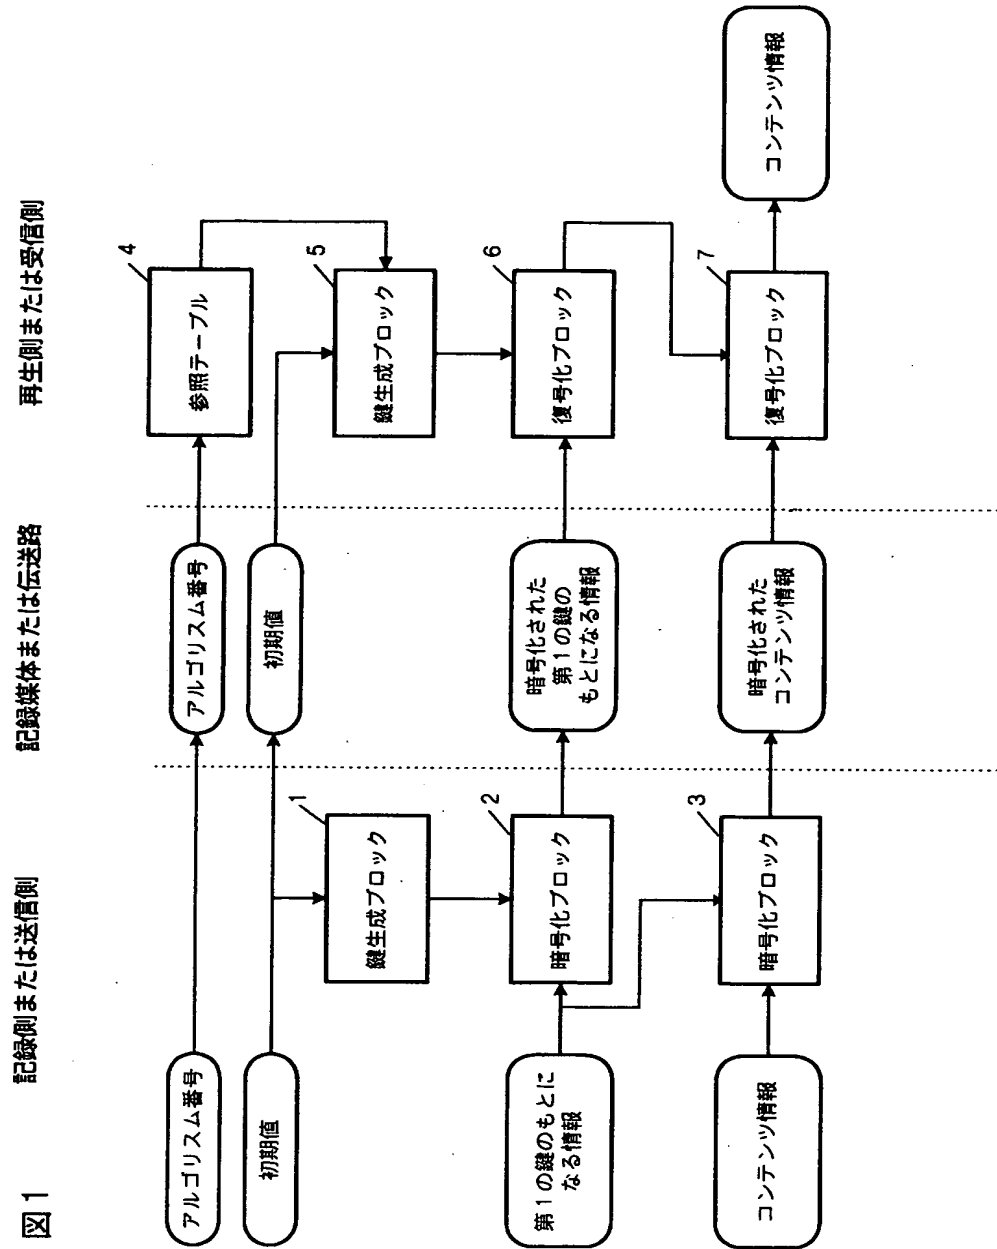 図1
記録側または送信側
記録媒体または伝送路
再生側または受信側
アルゴリスム番号
アルゴリスム番号
4
参照テーブル
初期値
初期値
1
鍵生成ブロック
5
鍵生成ブロック
第1の鍵のもとに
なる情報
2
暗号化ブロック
暗号化された
第1の鍵の
もとになる情報
6
復号化ブロック
コンテンツ情報
3
暗号化ブロック
暗号化された
コンテンツ情報
7
復号化ブロック
コンテンツ情報